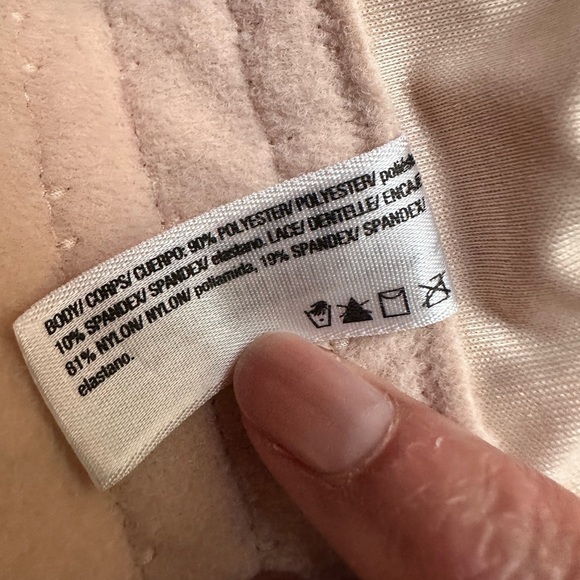 BODY/ CORPS/ CUERPO: 90% POLYESTER/ POLYESTER/
10% SPANDEX/ SPANDEX/ elastano. LACE/ DENTELLE/ ENCAJE
81% NYLON/ NYLON/ poliamida, 19% SPANDEX/ SPANDEX/
elastano.